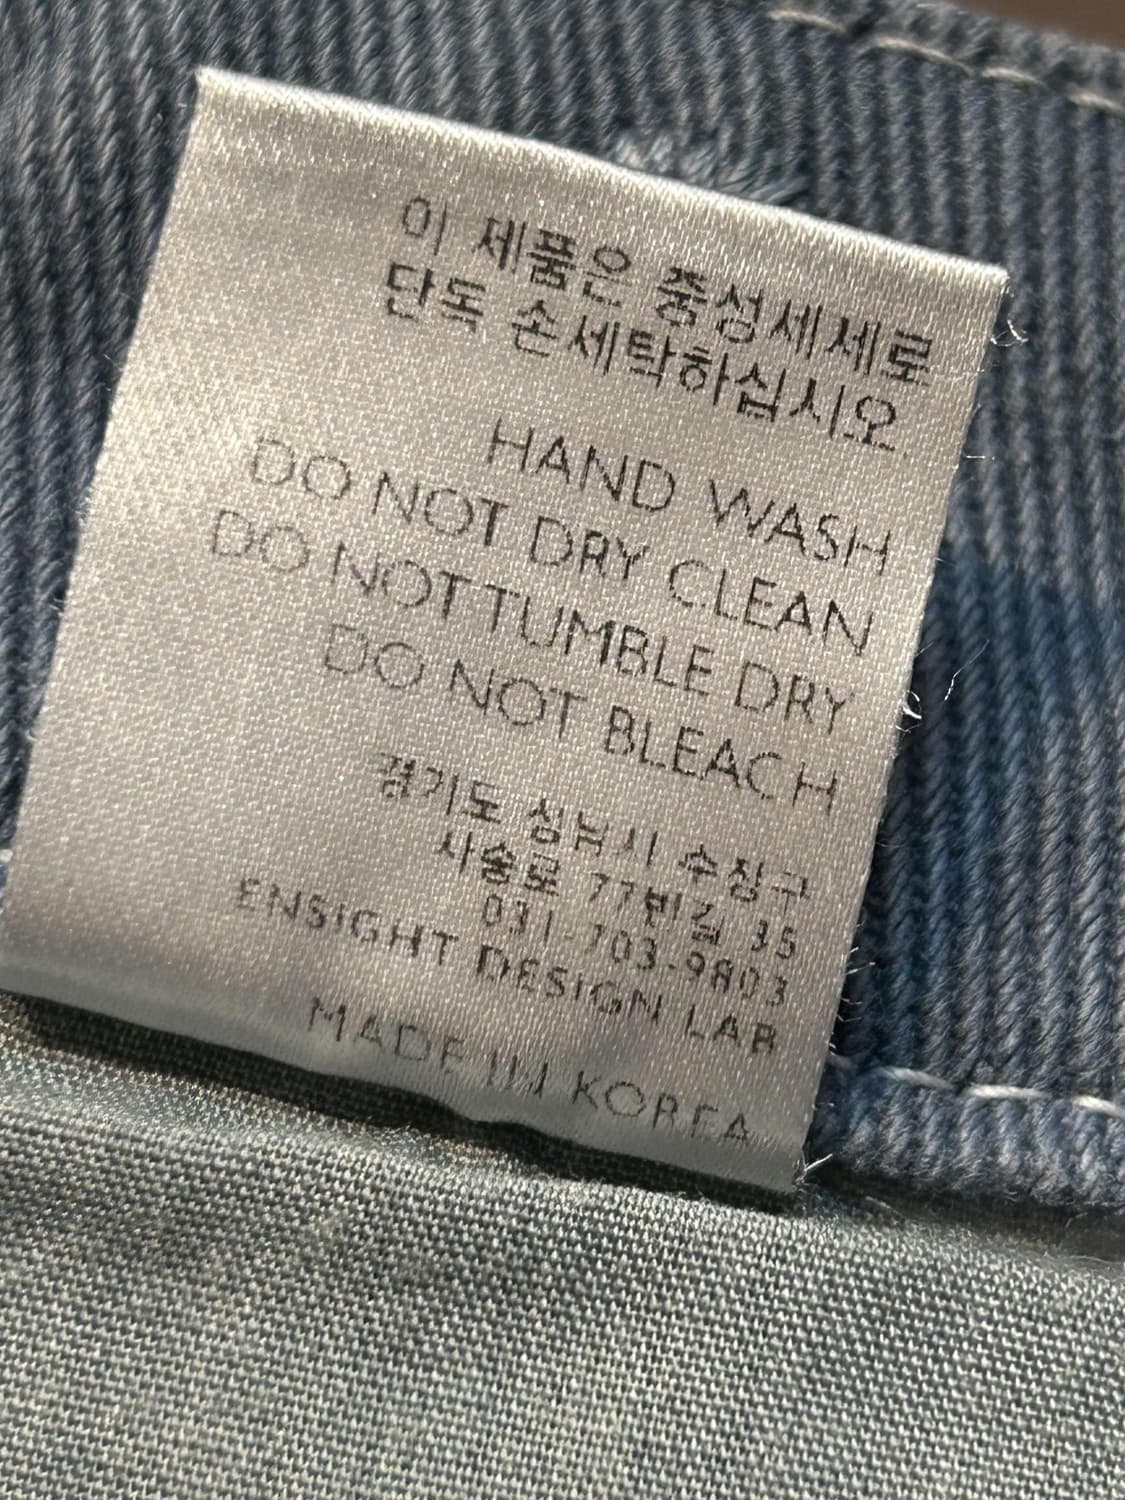 이 제품은 중성세제로
단독 손세탁하십시오.
HAND WASH
DO NOT DRY CLEAN
DO NOT TUMBLE DRY
DO NOT BLEACH
경기도 성남시 수정구
사송로 77번길 35
031-703-9803
ENSIGHT DESIGN LAB
MADE IN KOREA